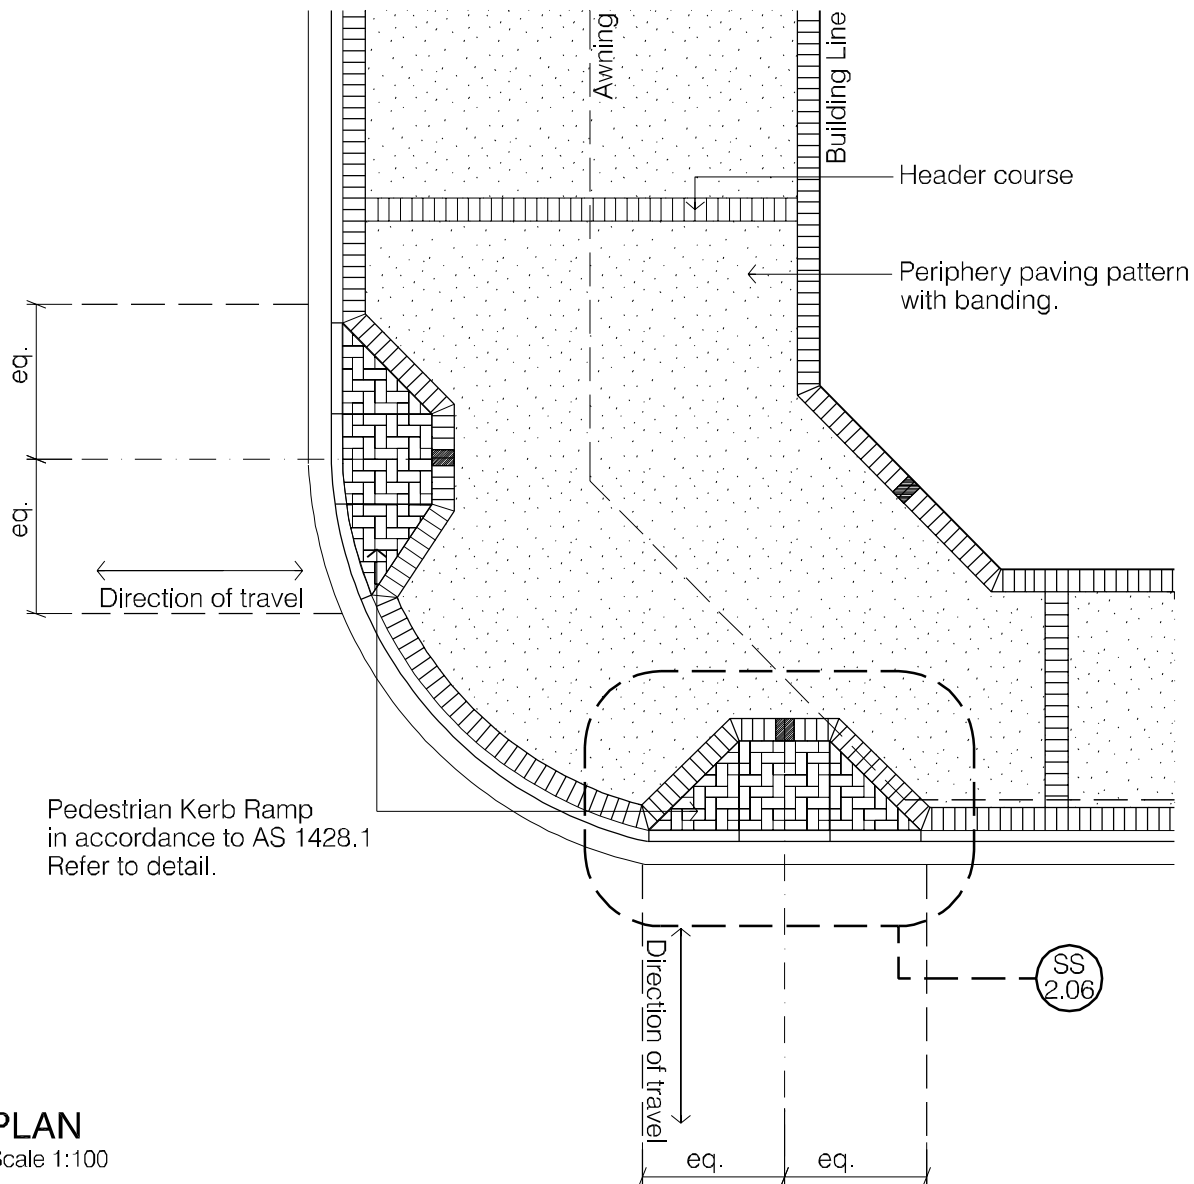 Awning
Building Line
Header course
Periphery paving pattern
with banding.
eq.
eq.
Direction of travel
Pedestrian Kerb Ramp
in accordance to AS 1428.1
Refer to detail.
Direction of travel
SS
2.06
PLAN
Scale 1:100
eq.
eq.